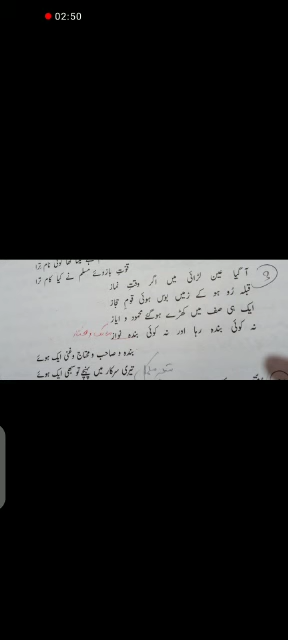 02:50
قوتِ بازوئے مسلم نے کیا کام ترا
آ گیا عین لڑائی میں اگر وقتِ نماز
قبلہ رُو ہو کے زمیں بوس ہوئی قومِ حجاز
ایک ہی صف میں کھڑے ہو گئے محمود و ایاز
نہ کوئی بندہ رہا اور نہ کوئی بندہ نواز
بندہ و صاحب و محتاج و غنی ایک ہوئے
تیری سرکار میں پہنچے تو سبھی ایک ہوئے